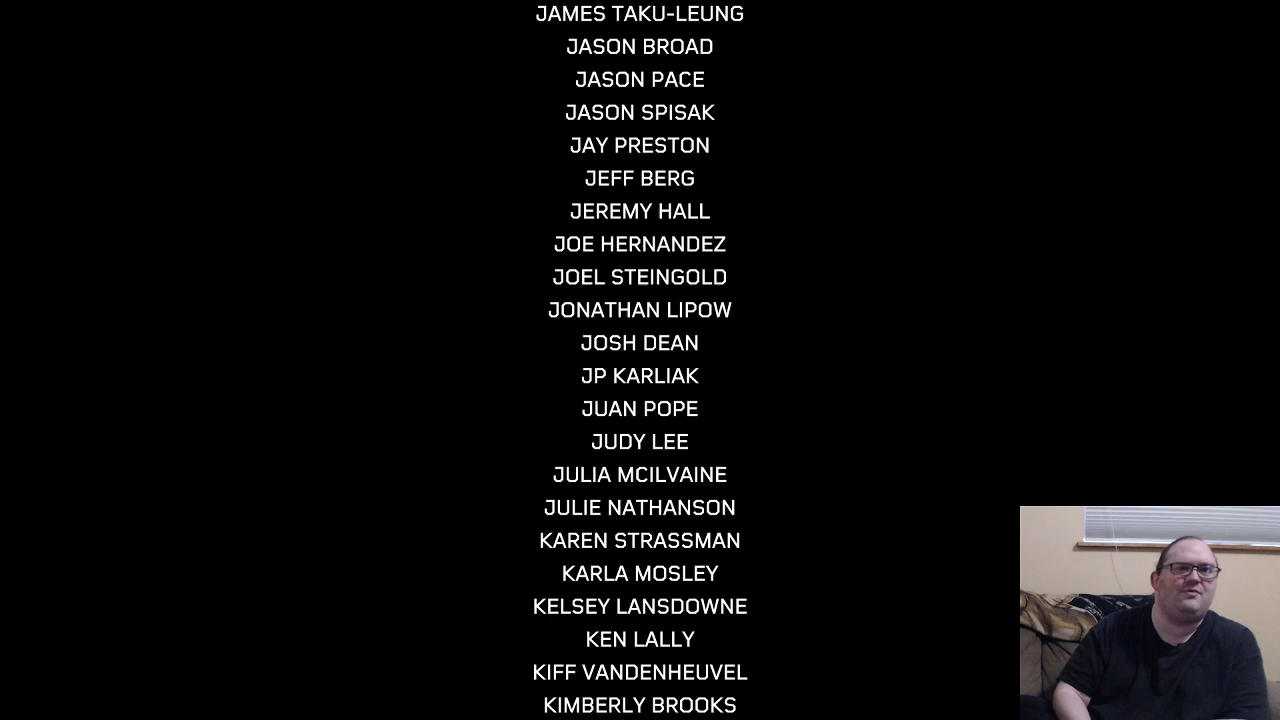 JAMES TAKU-LEUNG
JASON BROAD
JASON PACE
JASON SPISAK
JAY PRESTON
JEFF BERG
JEREMY HALL
JOE HERNANDEZ
JOEL STEINGOLD
JONATHAN LIPOW
JOSH DEAN
JP KARLIAK
JUAN POPE
JUDY LEE
JULIA MCILVAINE
JULIE NATHANSON
KAREN STRASSMAN
KARLA MOSLEY
KELSEY LANSDOWNE
KEN LALLY
KIFF VANDENHEUVEL
KIMBERLY BROOKS